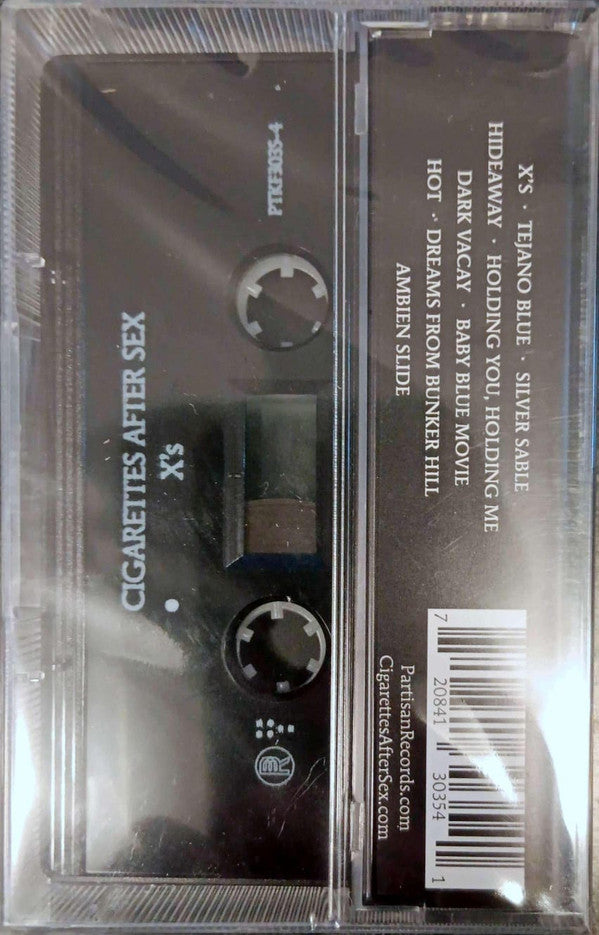 X'S · TEJANO BLUE · SILVER SABLE
HIDEAWAY · HOLDING YOU, HOLDING ME
DARK VACAY · BABY BLUE MOVIE
HOT · DREAMS FROM BUNKER HILL
AMBIEN SLIDE
7 20841 30354 1
PartisanRecords.com
CigarettesAfterSex.com
PTKF3035-4
CIGARETTES AFTER SEX
X's